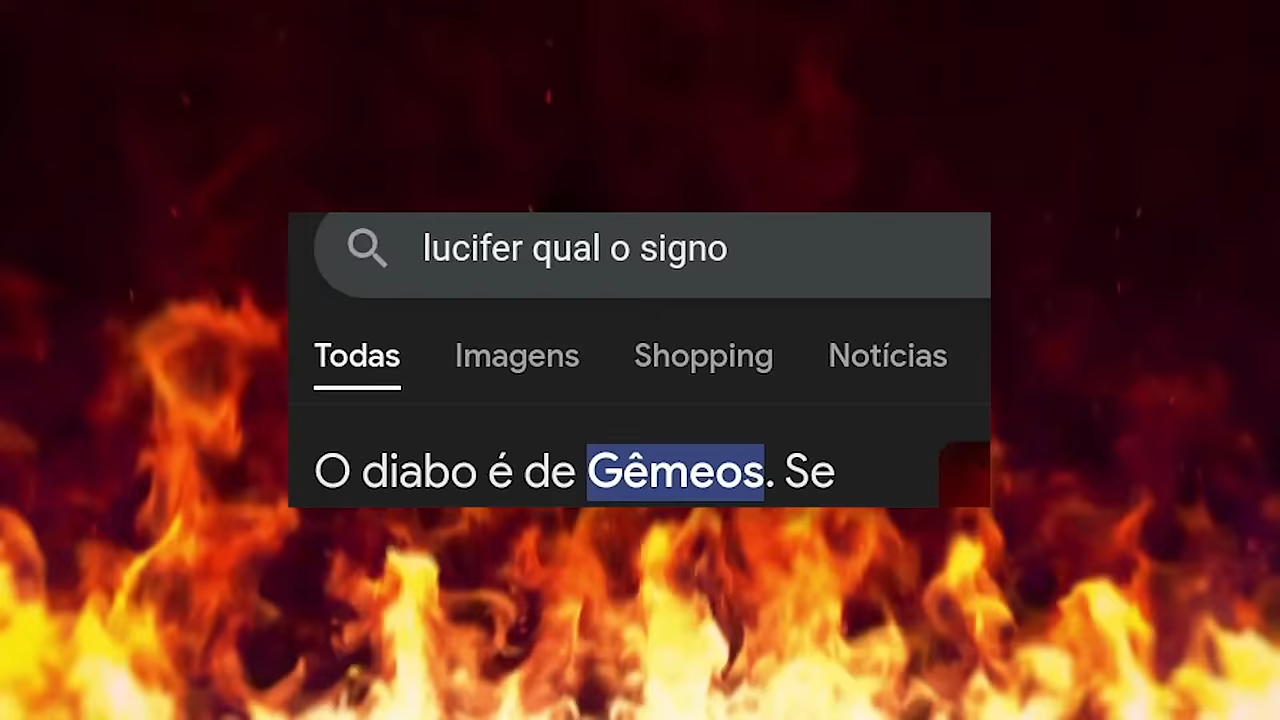 lucifer qual o signo
Todas Imagens Shopping Notícias
O diabo é de Gêmeos. Se